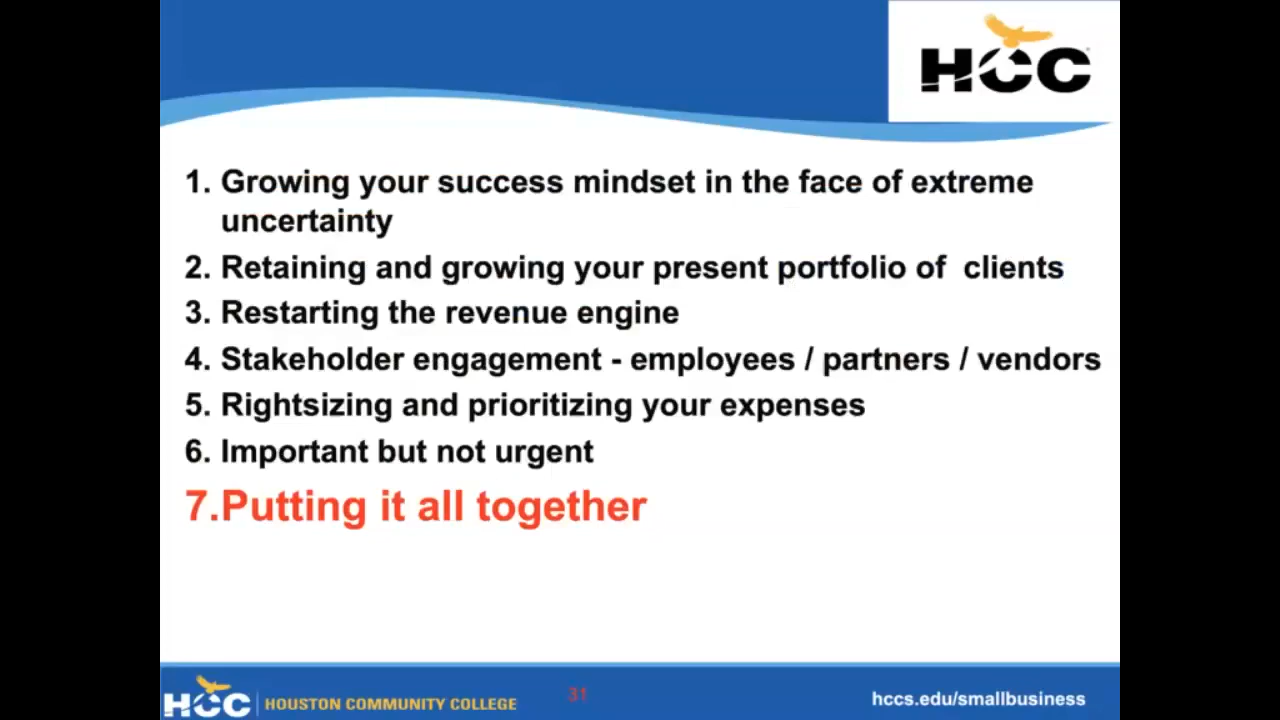 HCC
1. Growing your success mindset in the face of extreme
uncertainty
2. Retaining and growing your present portfolio of  clients
3. Restarting the revenue engine
4. Stakeholder engagement - employees / partners / vendors
5. Rightsizing and prioritizing your expenses
6. Important but not urgent
7.Putting it all together
HCC HOUSTON COMMUNITY COLLEGE 31 hccs.edu/smallbusiness